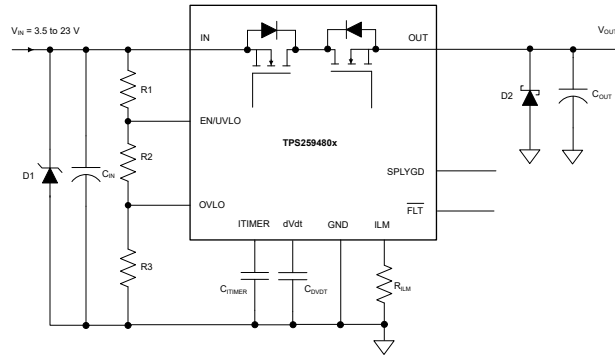 V_IN = 3.5 to 23 V
IN
OUT
V_OUT
R1
EN/UVLO
R2
D1
C_IN
OVLO
R3
TPS259480x
SPLYGD
FLT
D2
C_OUT
ITIMER
dVdt
GND
ILM
C_ITIMER
C_DVDT
R_ILM